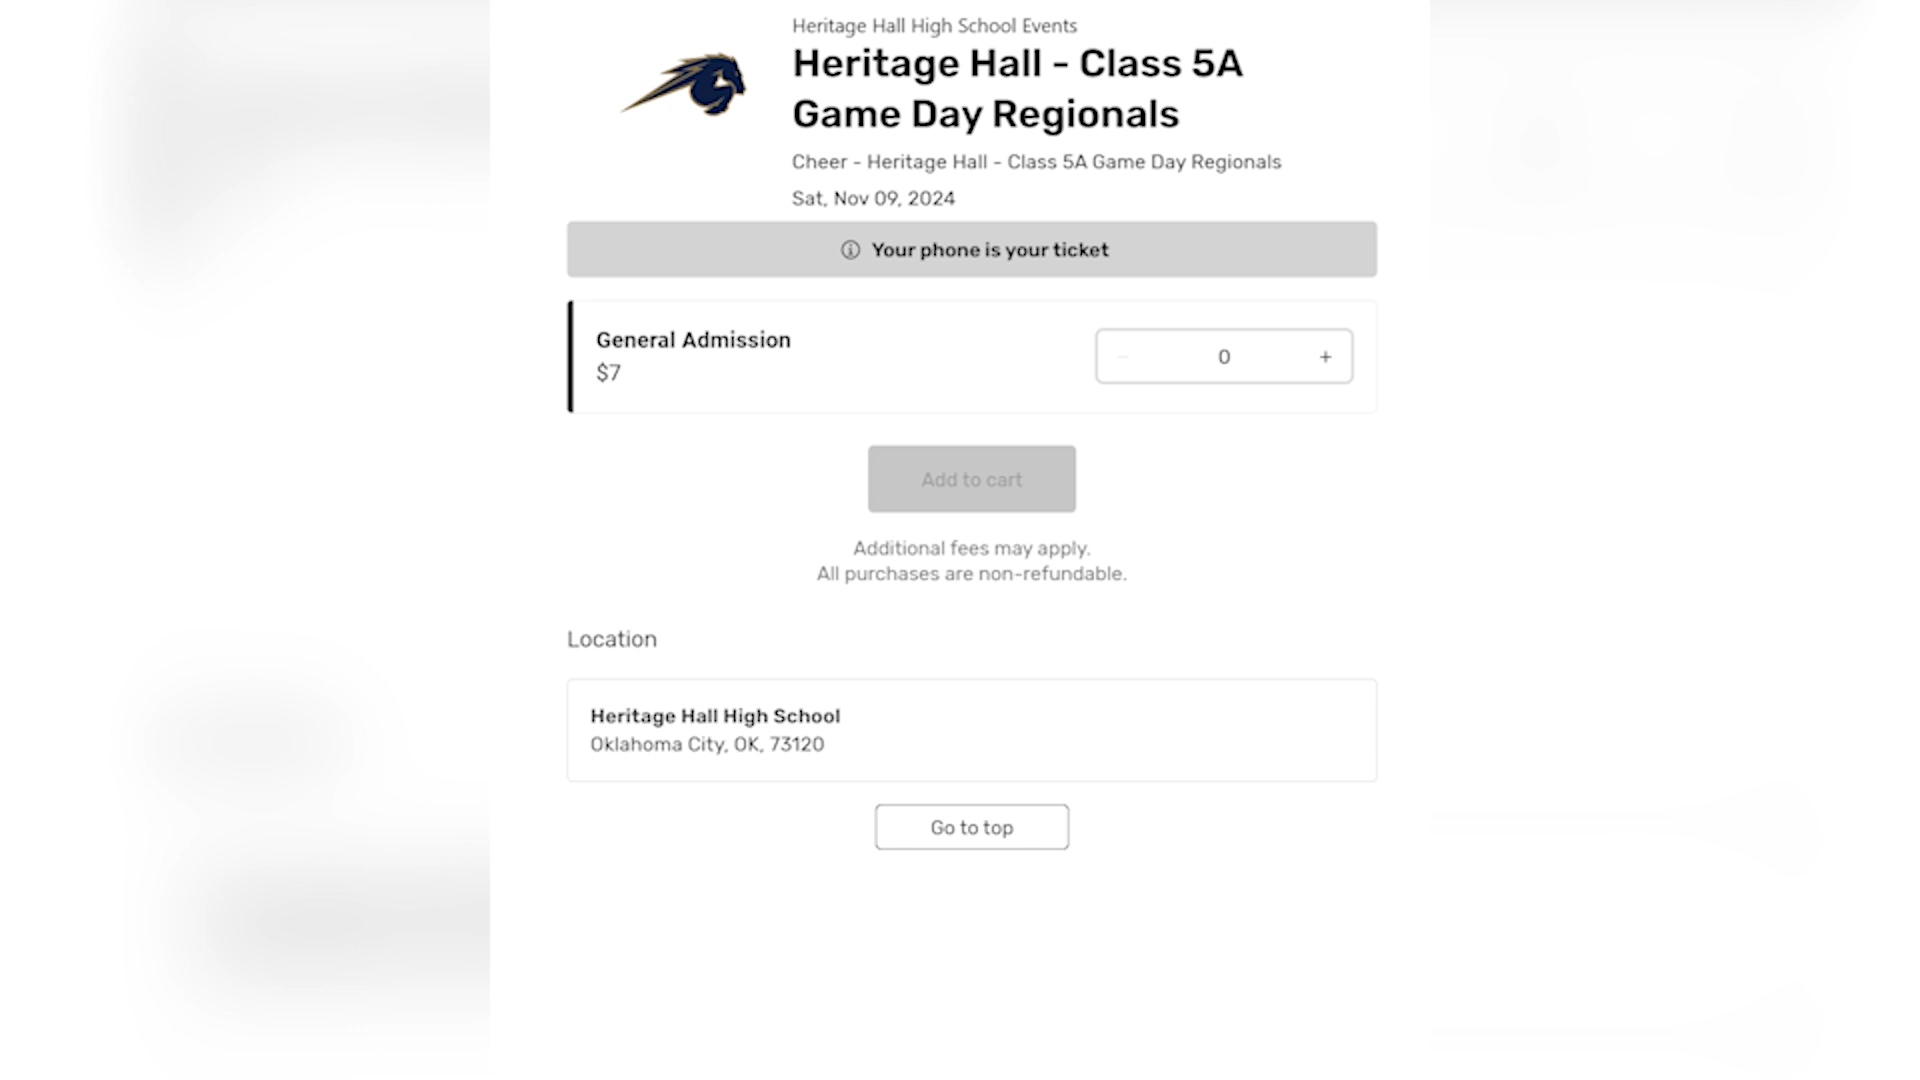 Heritage Hall High School Events
Heritage Hall - Class 5A
Game Day Regionals
Cheer - Heritage Hall - Class 5A Game Day Regionals
Sat, Nov 09, 2024
Your phone is your ticket
General Admission
$7
− 0 +
Add to cart
Additional fees may apply.
All purchases are non-refundable.
Location
Heritage Hall High School
Oklahoma City, OK, 73120
Go to top